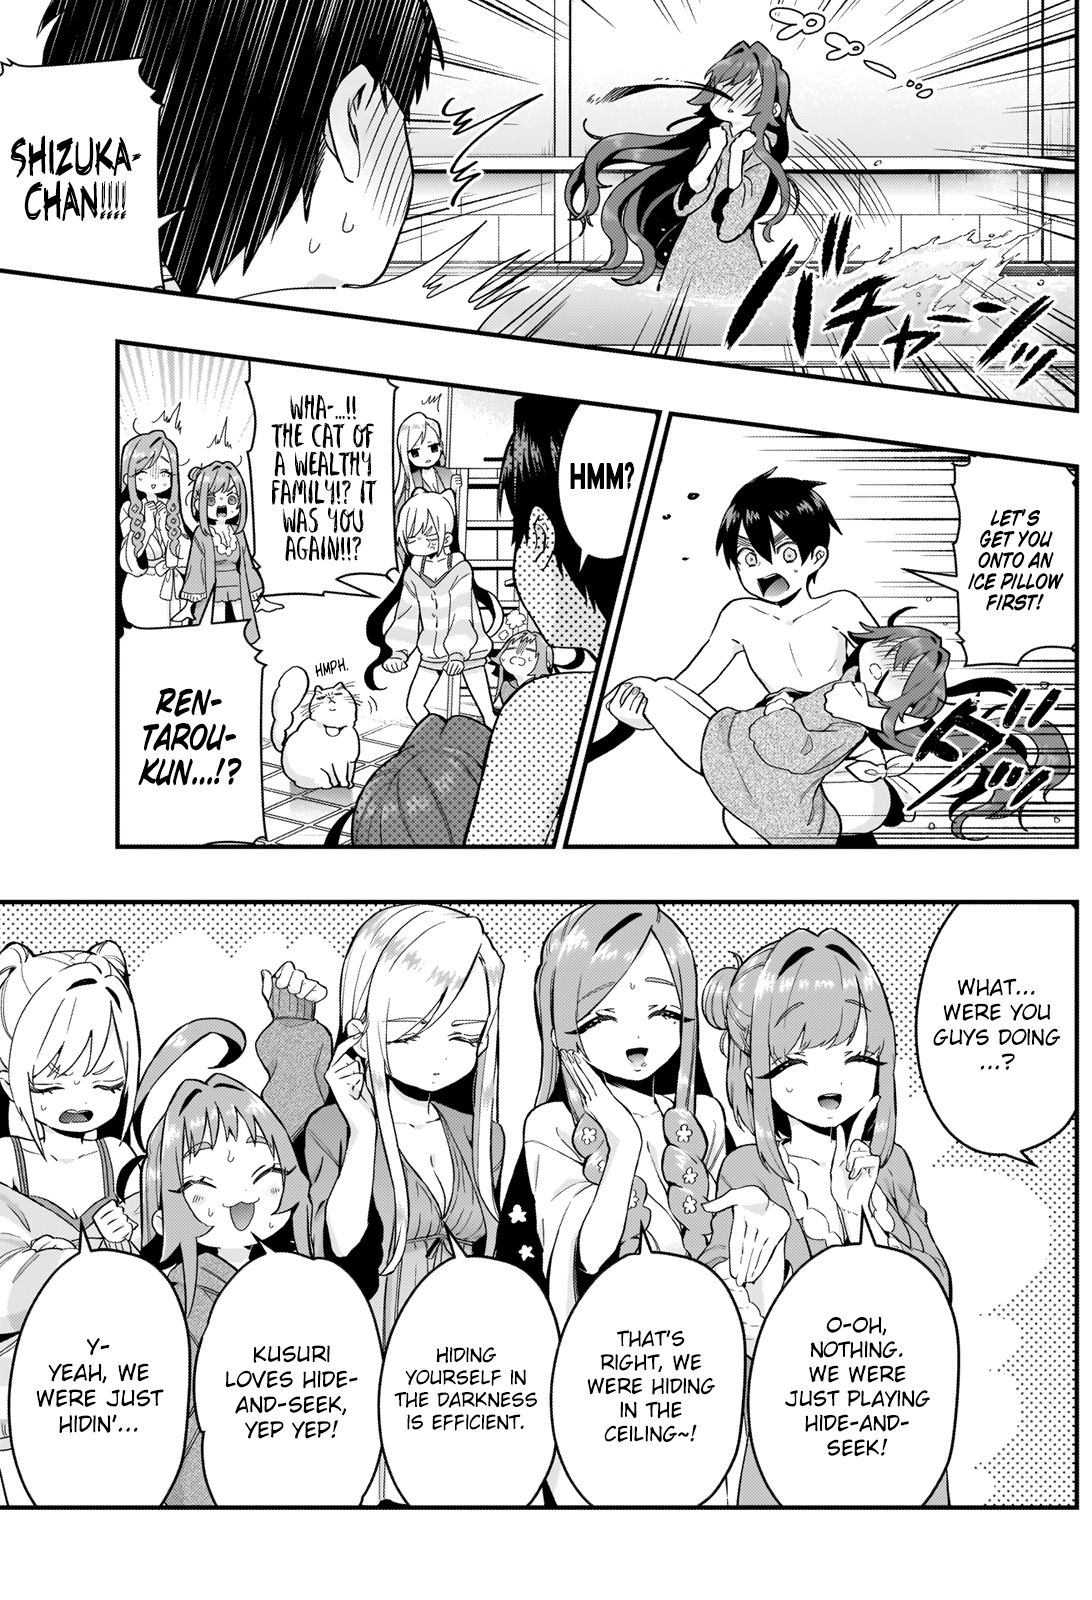 バチャーンッ
SHIZUKA-
CHAN!!!!
LET'S
GET YOU
ONTO AN
ICE PILLOW
FIRST!
ダダッ
HMM?
WHA-...!!
THE CAT OF
A WEALTHY
FAMILY!? IT
WAS YOU
AGAIN!!?
HMPH.
REN-
TAROU-
KUN...!?
WHAT...
WERE YOU
GUYS DOING
...?
O-OH,
NOTHING.
WE WERE
JUST PLAYING
HIDE-AND-
SEEK!
THAT'S
RIGHT, WE
WERE HIDING
IN THE
CEILING~!
HIDING
YOURSELF IN
THE DARKNESS
IS EFFICIENT.
KUSURI
LOVES HIDE-
AND-SEEK,
YEP YEP!
Y-
YEAH, WE
WERE JUST
HIDIN'...